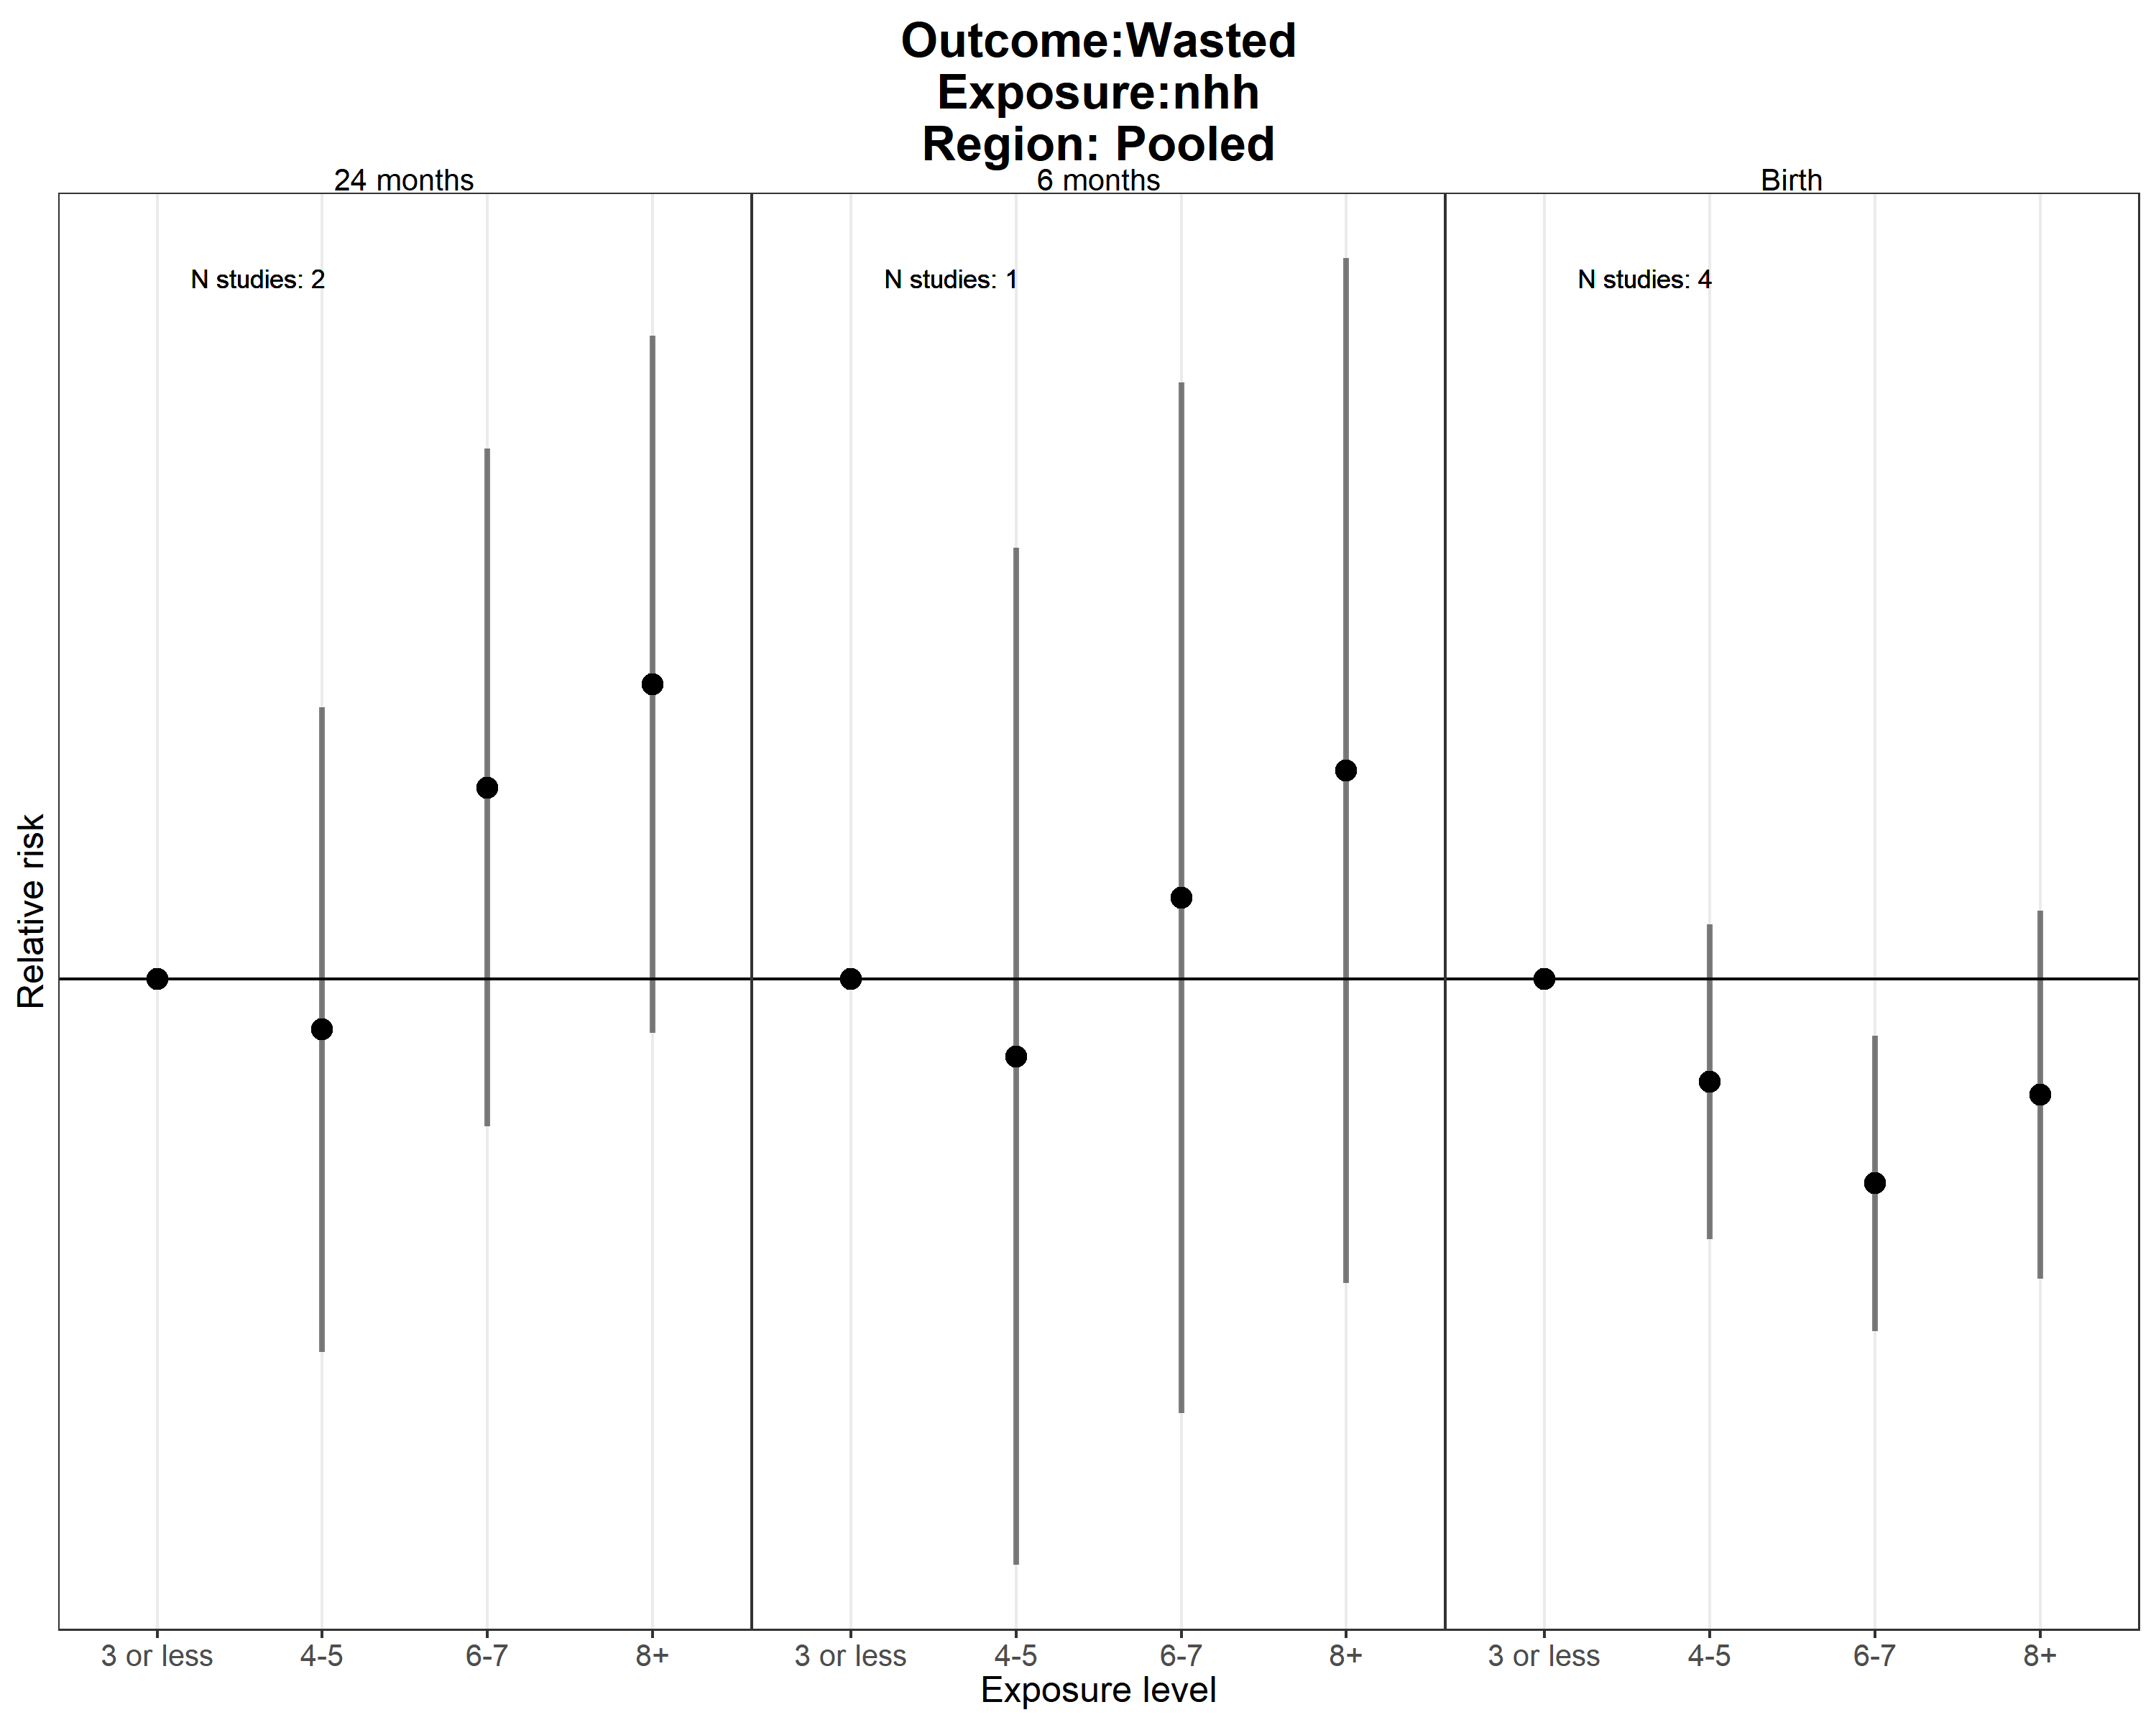 Outcome:Wasted
Exposure:nhh
Region: Pooled
24 months
6 months
Birth
N studies: 2
N studies: 1
N studies: 4
Relative risk
3 or less
4-5
6-7
8+
3 or less
4-5
6-7
8+
3 or less
4-5
6-7
8+
Exposure level